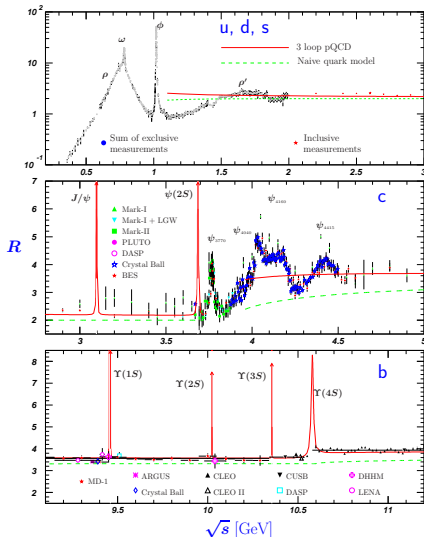 u, d, s
10²
ϕ
ω
3 loop pQCD
Naive quark model
10
ρ
ρ′
1
Sum of exclusive measurements
Inclusive measurements
10⁻¹
0.5 1 1.5 2 2.5 3
8
7
6
5
4
3
2
J/ψ
ψ(2S)
c
Mark-I
Mark-I + LGW
Mark-II
PLUTO
DASP
Crystal Ball
BES
ψ₃₇₇₀
ψ₄₀₄₀
ψ₄₁₆₀
ψ₄₄₁₅
R
3 3.5 4 4.5 5
8
7
6
5
4
3
2
ϒ(1S)
ϒ(2S)
ϒ(3S)
ϒ(4S)
b
MD-1
ARGUS
CLEO
CUSB
DHHM
Crystal Ball
CLEO II
DASP
LENA
9.5 10 10.5 11
√s [GeV]